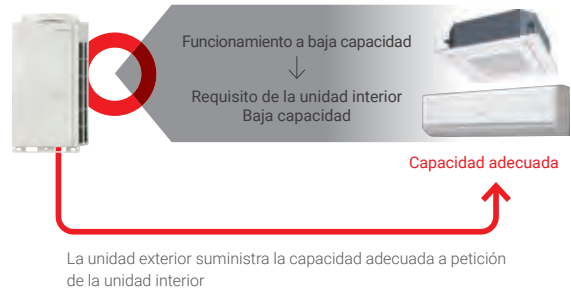 Funcionamiento a baja capacidad
Requisito de la unidad interior
Baja capacidad
Capacidad adecuada
La unidad exterior suministra la capacidad adecuada a petición
de la unidad interior